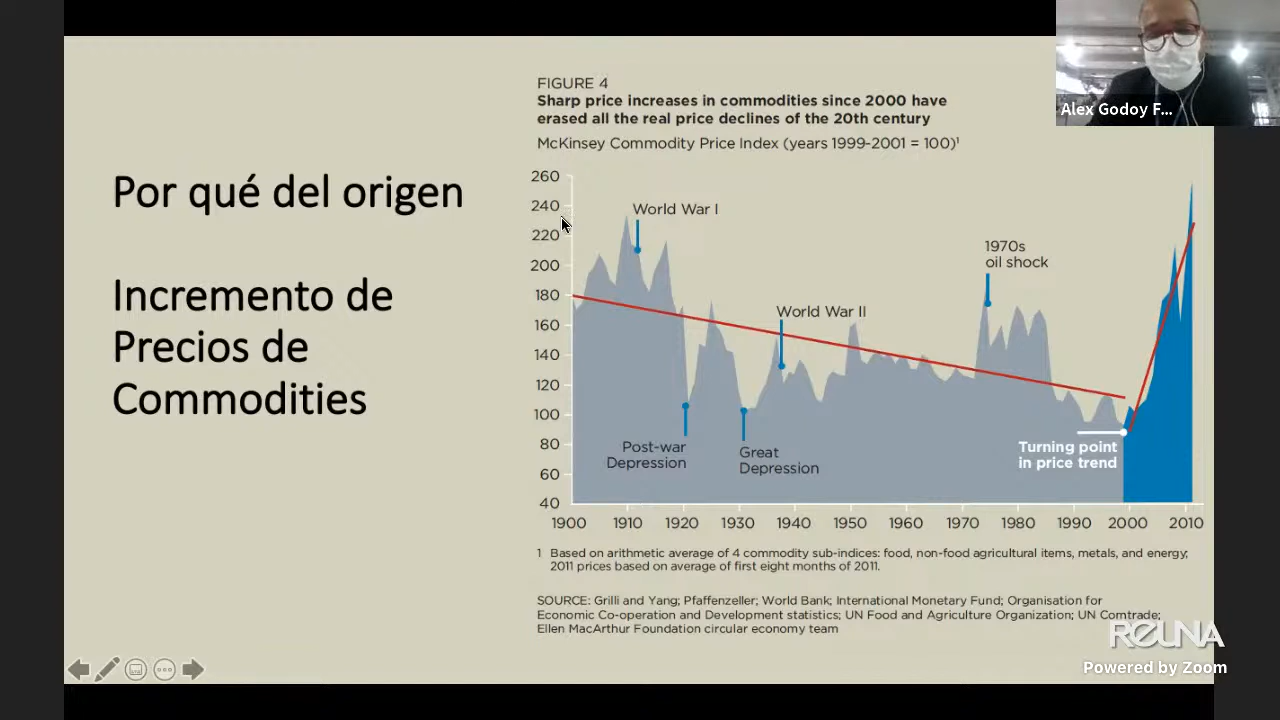 Por qué del origen
Incremento de
Precios de
Commodities
FIGURE 4
Sharp price increases in commodities since 2000 have
erased all the real price declines of the 20th century
McKinsey Commodity Price Index (years 1999-2001 = 100)¹
260
240
220
200
180
160
140
120
100
80
60
40
World War I
1970s
oil shock
World War II
Post-war
Depression
Great
Depression
Turning point
in price trend
1900 1910 1920 1930 1940 1950 1960 1970 1980 1990 2000 2010
1 Based on arithmetic average of 4 commodity sub-indices: food, non-food agricultural items, metals, and energy;
2011 prices based on average of first eight months of 2011.
SOURCE: Grilli and Yang; Pfaffenzeller; World Bank; International Monetary Fund; Organisation for
Economic Co-operation and Development statistics; UN Food and Agriculture Organization; UN Comtrade;
Ellen MacArthur Foundation circular economy team
Alex Godoy F...
REUNA
Powered by Zoom